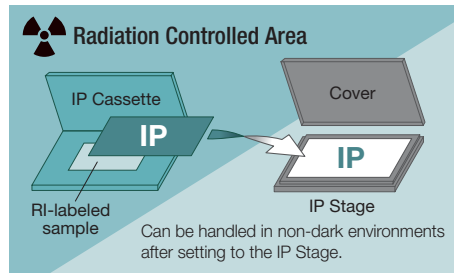 Radiation Controlled Area
IP Cassette
IP
Cover
IP
RI-labeled
sample
IP Stage
Can be handled in non-dark environments
after setting to the IP Stage.